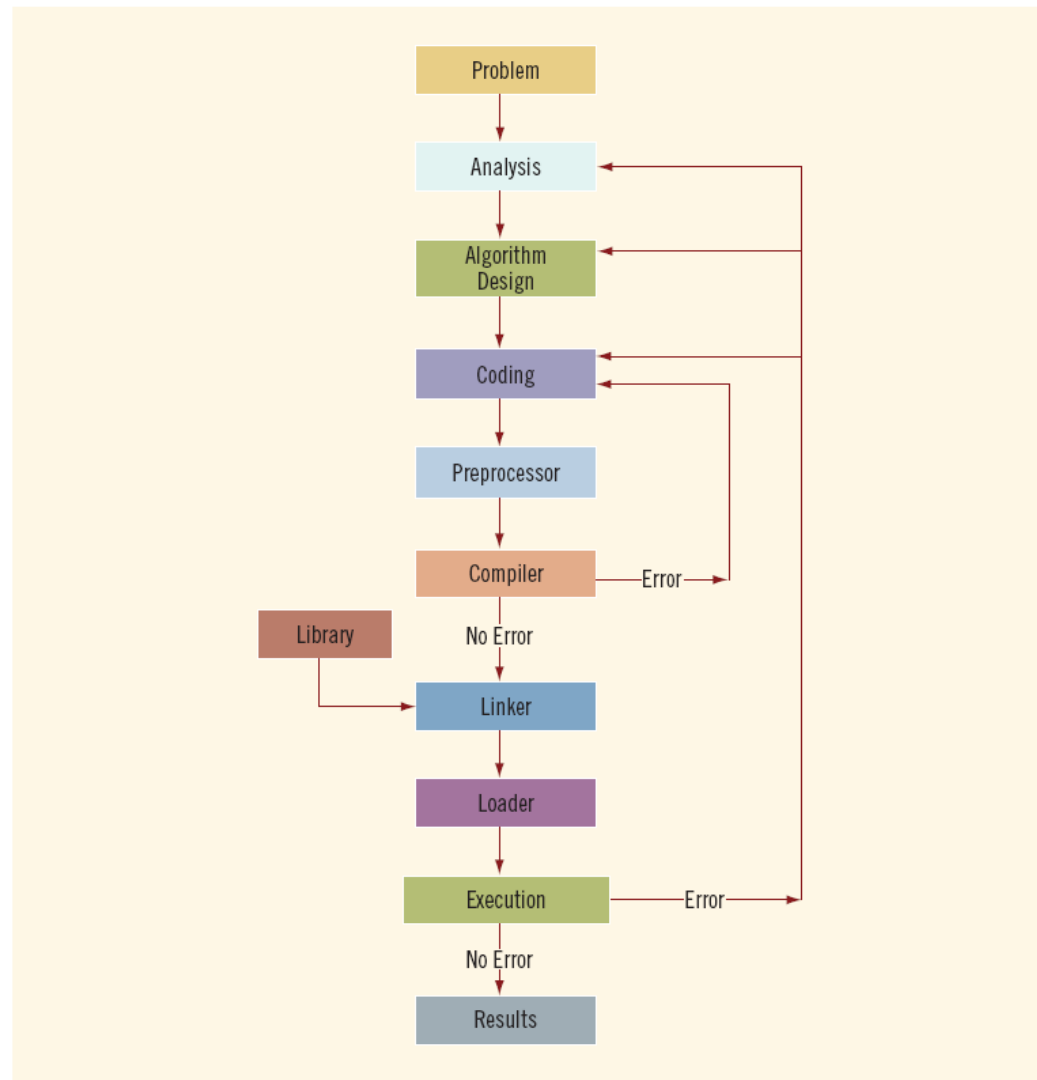 Problem
Analysis
Algorithm
Design
Coding
Preprocessor
Compiler
Error
Library
No Error
Linker
Loader
Execution
Error
No Error
Results